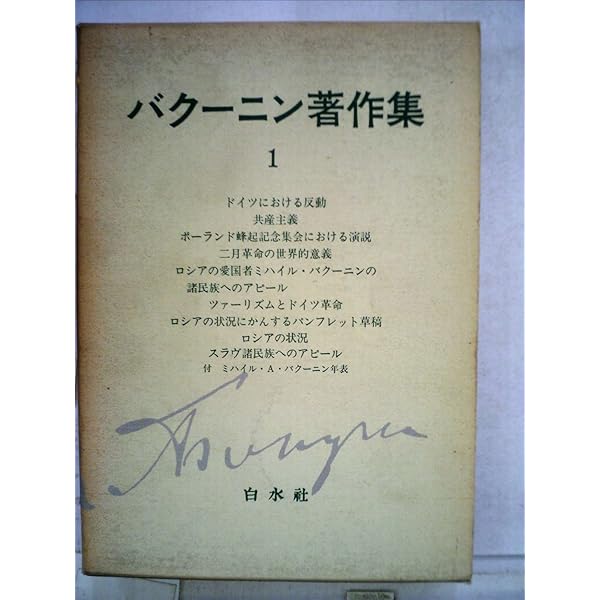 バクーニン著作集
1
ドイツにおける反動
共産主義
ポーランド蜂起記念集会における演説
二月革命の世界的意義
ロシアの愛国者ミハイル・バクーニンの
諸民族へのアピール
ツァーリズムとドイツ革命
ロシアの状況にかんするパンフレット草稿
ロシアの状況
スラヴ諸民族へのアピール
付 ミハイル・A・バクーニン年表
白水社